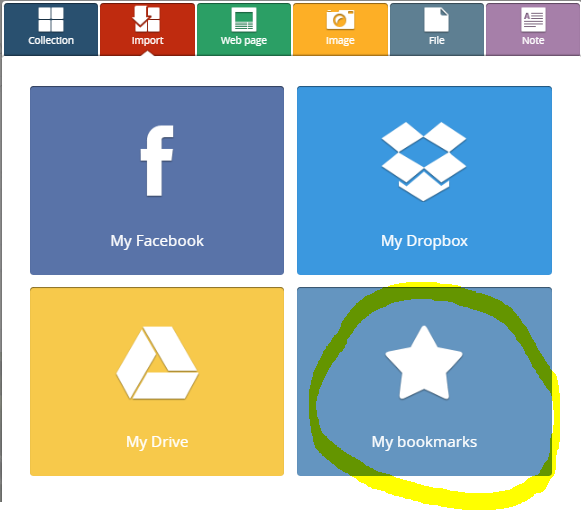 Collection
Import
Web page
Image
File
Note
My Facebook
My Dropbox
My Drive
My bookmarks